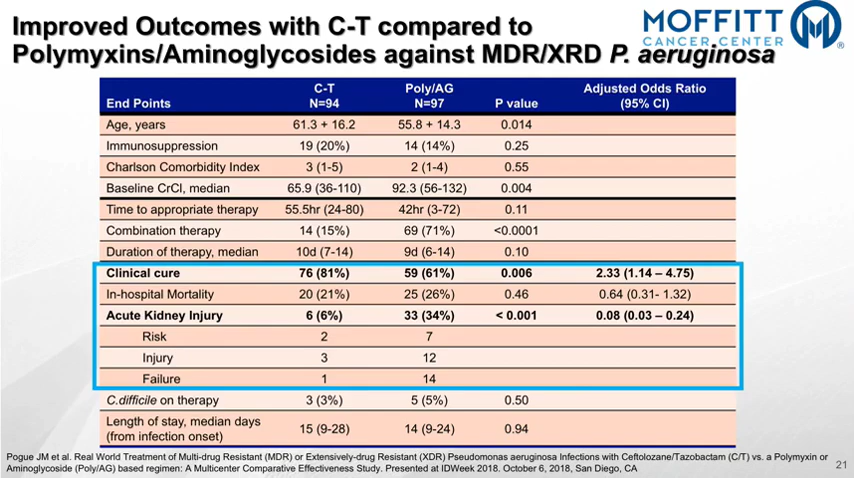 Improved Outcomes with C-T compared to
Polymyxins/Aminoglycosides against MDR/XRD P. aeruginosa
MOFFITT
CANCER CENTER
®
End Points C-T N=94 Poly/AG N=97 P value Adjusted Odds Ratio (95% CI)
Age, years 61.3 + 16.2 55.8 + 14.3 0.014
Immunosuppression 19 (20%) 14 (14%) 0.25
Charlson Comorbidity Index 3 (1-5) 2 (1-4) 0.55
Baseline CrCl, median 65.9 (36-110) 92.3 (56-132) 0.004
Time to appropriate therapy 55.5hr (24-80) 42hr (3-72) 0.11
Combination therapy 14 (15%) 69 (71%) <0.0001
Duration of therapy, median 10d (7-14) 9d (6-14) 0.10
Clinical cure 76 (81%) 59 (61%) 0.006 2.33 (1.14 – 4.75)
In-hospital Mortality 20 (21%) 25 (26%) 0.46 0.64 (0.31- 1.32)
Acute Kidney Injury 6 (6%) 33 (34%) < 0.001 0.08 (0.03 – 0.24)
Risk 2 7
Injury 3 12
Failure 1 14
C.difficile on therapy 3 (3%) 5 (5%) 0.50
Length of stay, median days
(from infection onset) 15 (9-28) 14 (9-24) 0.94
Pogue JM et al. Real World Treatment of Multi-drug Resistant (MDR) or Extensively-drug Resistant (XDR) Pseudomonas aeruginosa Infections with Ceftolozane/Tazobactam (C/T) vs. a Polymyxin or
Aminoglycoside (Poly/AG) based regimen: A Multicenter Comparative Effectiveness Study. Presented at IDWeek 2018. October 6, 2018, San Diego, CA
21